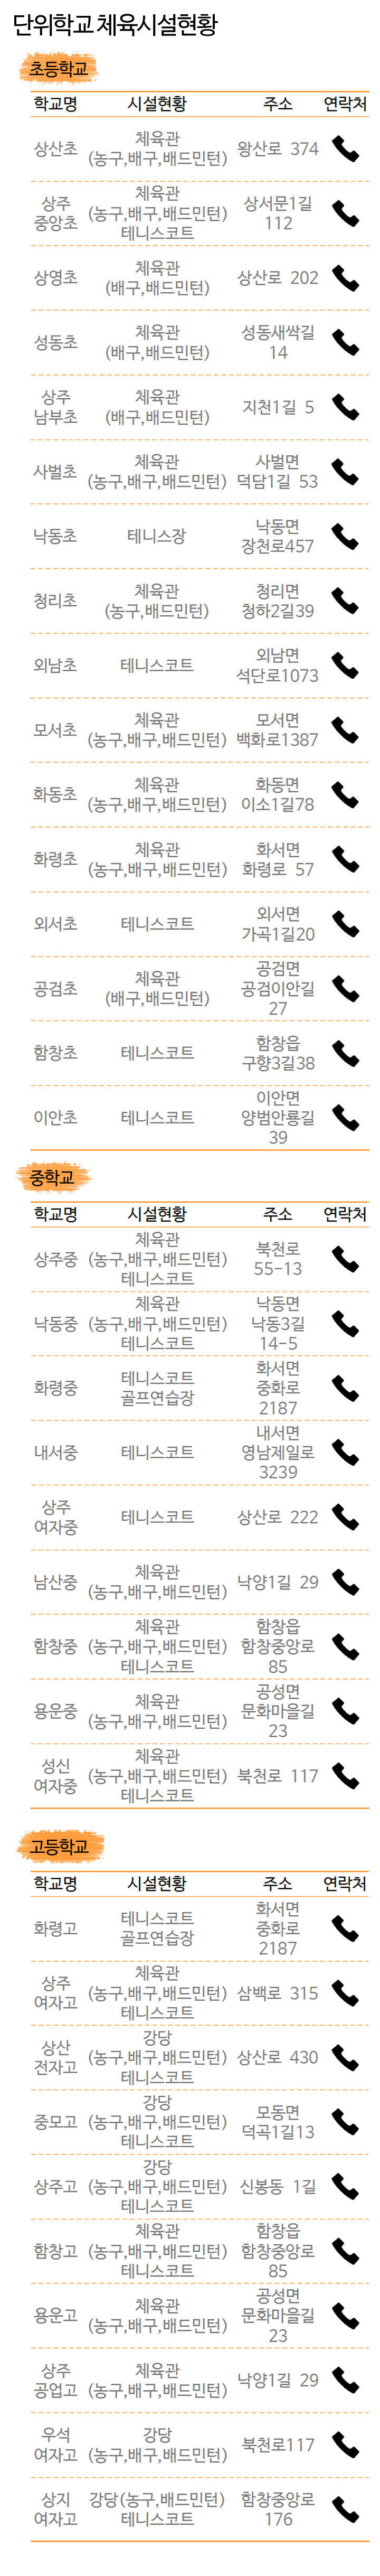 단위학교 체육시설현황
초등학교
학교명 시설현황 주소 연락처
상산초 체육관 (농구,배구,배드민턴) 왕산로 374
상주 중앙초 체육관 (농구,배구,배드민턴) 테니스코트 상서문1길 112
상영초 체육관 (배구,배드민턴) 상산로 202
성동초 체육관 (배구,배드민턴) 성동새싹길 14
상주 남부초 체육관 (배구,배드민턴) 지천1길 5
사벌초 체육관 (농구,배구,배드민턴) 사벌면 덕담1길 53
낙동초 테니스장 낙동면 장천로457
청리초 체육관 (농구,배드민턴) 청리면 청하2길39
외남초 테니스코트 외남면 석단로1073
모서초 체육관 (농구,배구,배드민턴) 모서면 백화로1387
화동초 체육관 (농구,배구,배드민턴) 화동면 이소1길78
화령초 체육관 (농구,배구,배드민턴) 화서면 화령로 57
외서초 테니스코트 외서면 가곡1길20
공검초 체육관 (배구,배드민턴) 공검면 공검이안길 27
함창초 테니스코트 함창읍 구향3길38
이안초 테니스코트 이안면 양범안룡길 39
중학교
학교명 시설현황 주소 연락처
상주중 체육관 (농구,배구,배드민턴) 테니스코트 북천로 55-13
낙동중 체육관 (농구,배구,배드민턴) 테니스코트 낙동면 낙동3길 14-5
화령중 테니스코트 골프연습장 화서면 중화로 2187
내서중 테니스코트 내서면 영남제일로 3239
상주 여자중 테니스코트 상산로 222
남산중 체육관 (농구,배구,배드민턴) 낙양1길 29
함창중 체육관 (농구,배구,배드민턴) 테니스코트 함창읍 함창중앙로 85
용운중 체육관 (농구,배구,배드민턴) 공성면 문화마을길 23
성신 여자중 체육관 (농구,배구,배드민턴) 테니스코트 북천로 117
고등학교
학교명 시설현황 주소 연락처
화령고 테니스코트 골프연습장 화서면 중화로 2187
상주 여자고 체육관 (농구,배구,배드민턴) 테니스코트 삼백로 315
상산 전자고 강당 (농구,배구,배드민턴) 테니스코트 상산로 430
중모고 강당 (농구,배구,배드민턴) 테니스코트 모동면 덕곡1길13
상주고 강당 (농구,배구,배드민턴) 테니스코트 신봉동 1길
함창고 체육관 (농구,배구,배드민턴) 테니스코트 함창읍 함창중앙로 85
용운고 체육관 (농구,배구,배드민턴) 공성면 문화마을길 23
상주 공업고 체육관 (농구,배구,배드민턴) 낙양1길 29
우석 여자고 강당 (농구,배구,배드민턴) 북천로117
상지 여자고 강당(농구,배드민턴) 테니스코트 함창중앙로 176